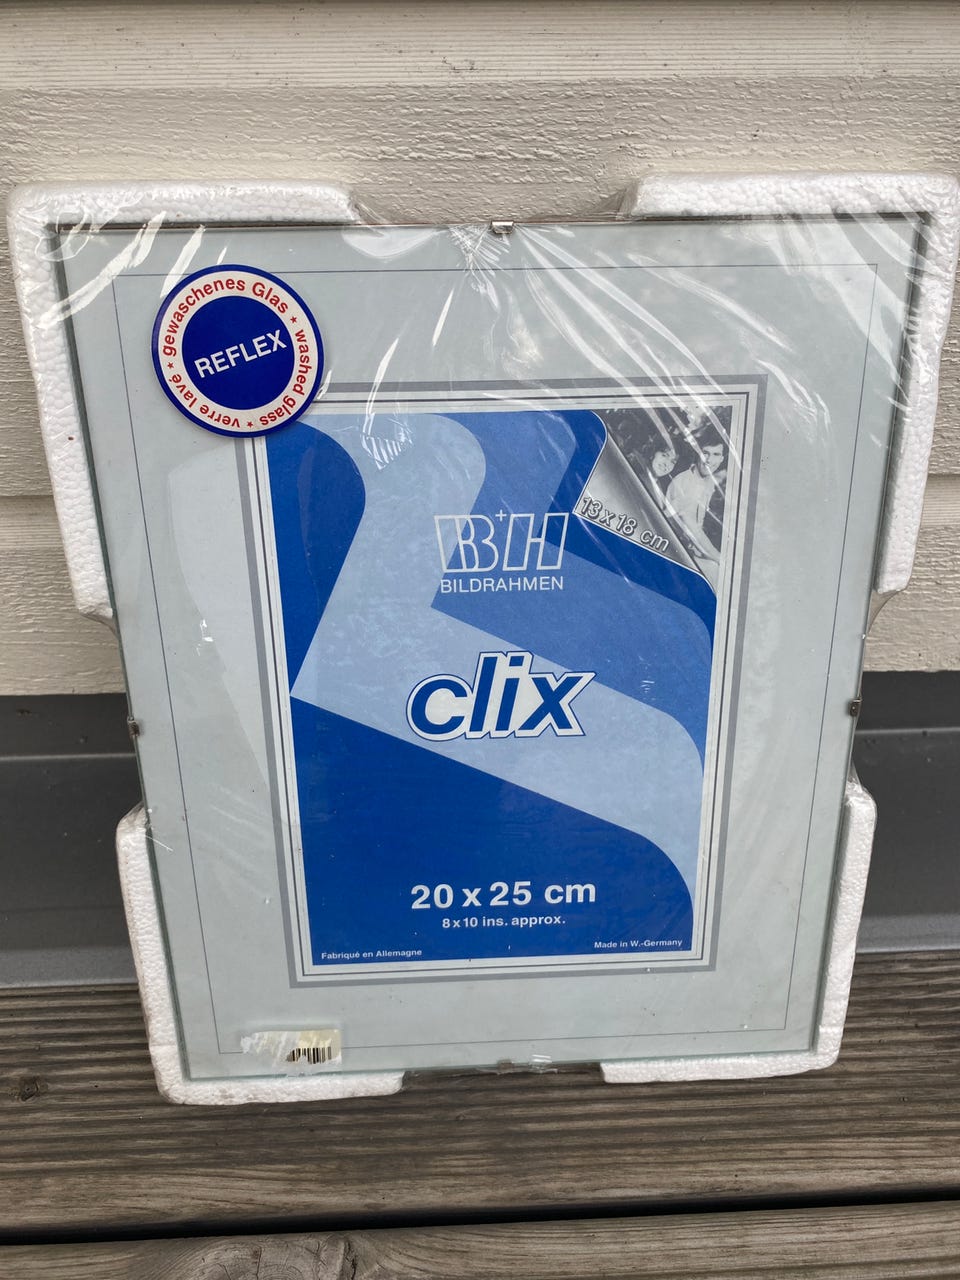 gewaschenes Glas ★ washed glass ★ verre lavé ★
REFLEX
13 x 18 cm
B+H
BILDRAHMEN
clix
20 x 25 cm
8 x 10 ins. approx.
Fabriqué en Allemagne
Made in W.-Germany